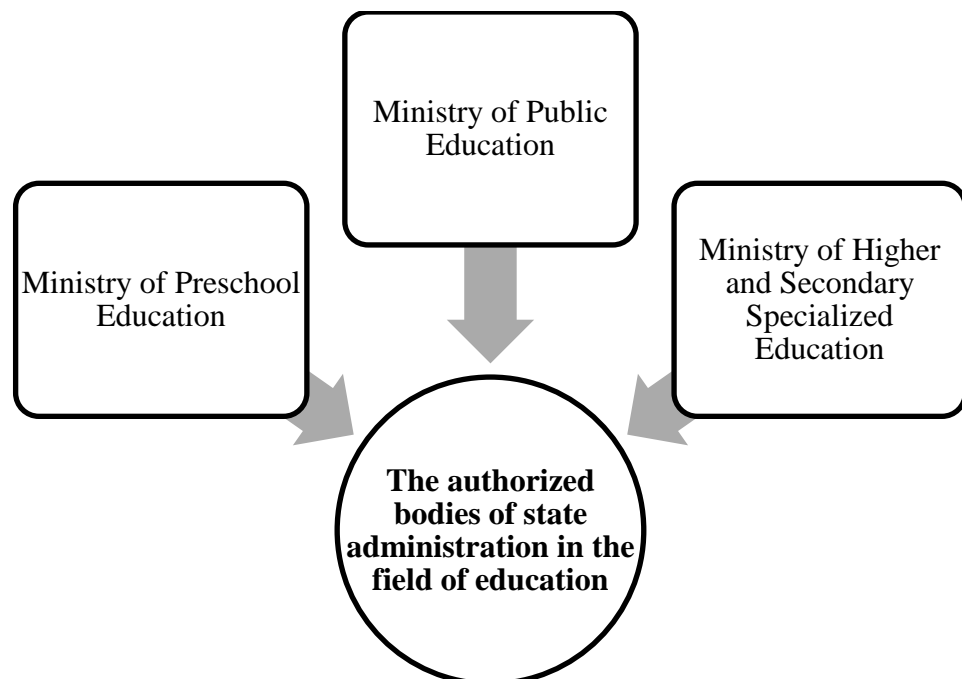 Ministry of Public
Education
Ministry of Preschool
Education
Ministry of Higher
and Secondary
Specialized
Education
The authorized
bodies of state
administration in the
field of education